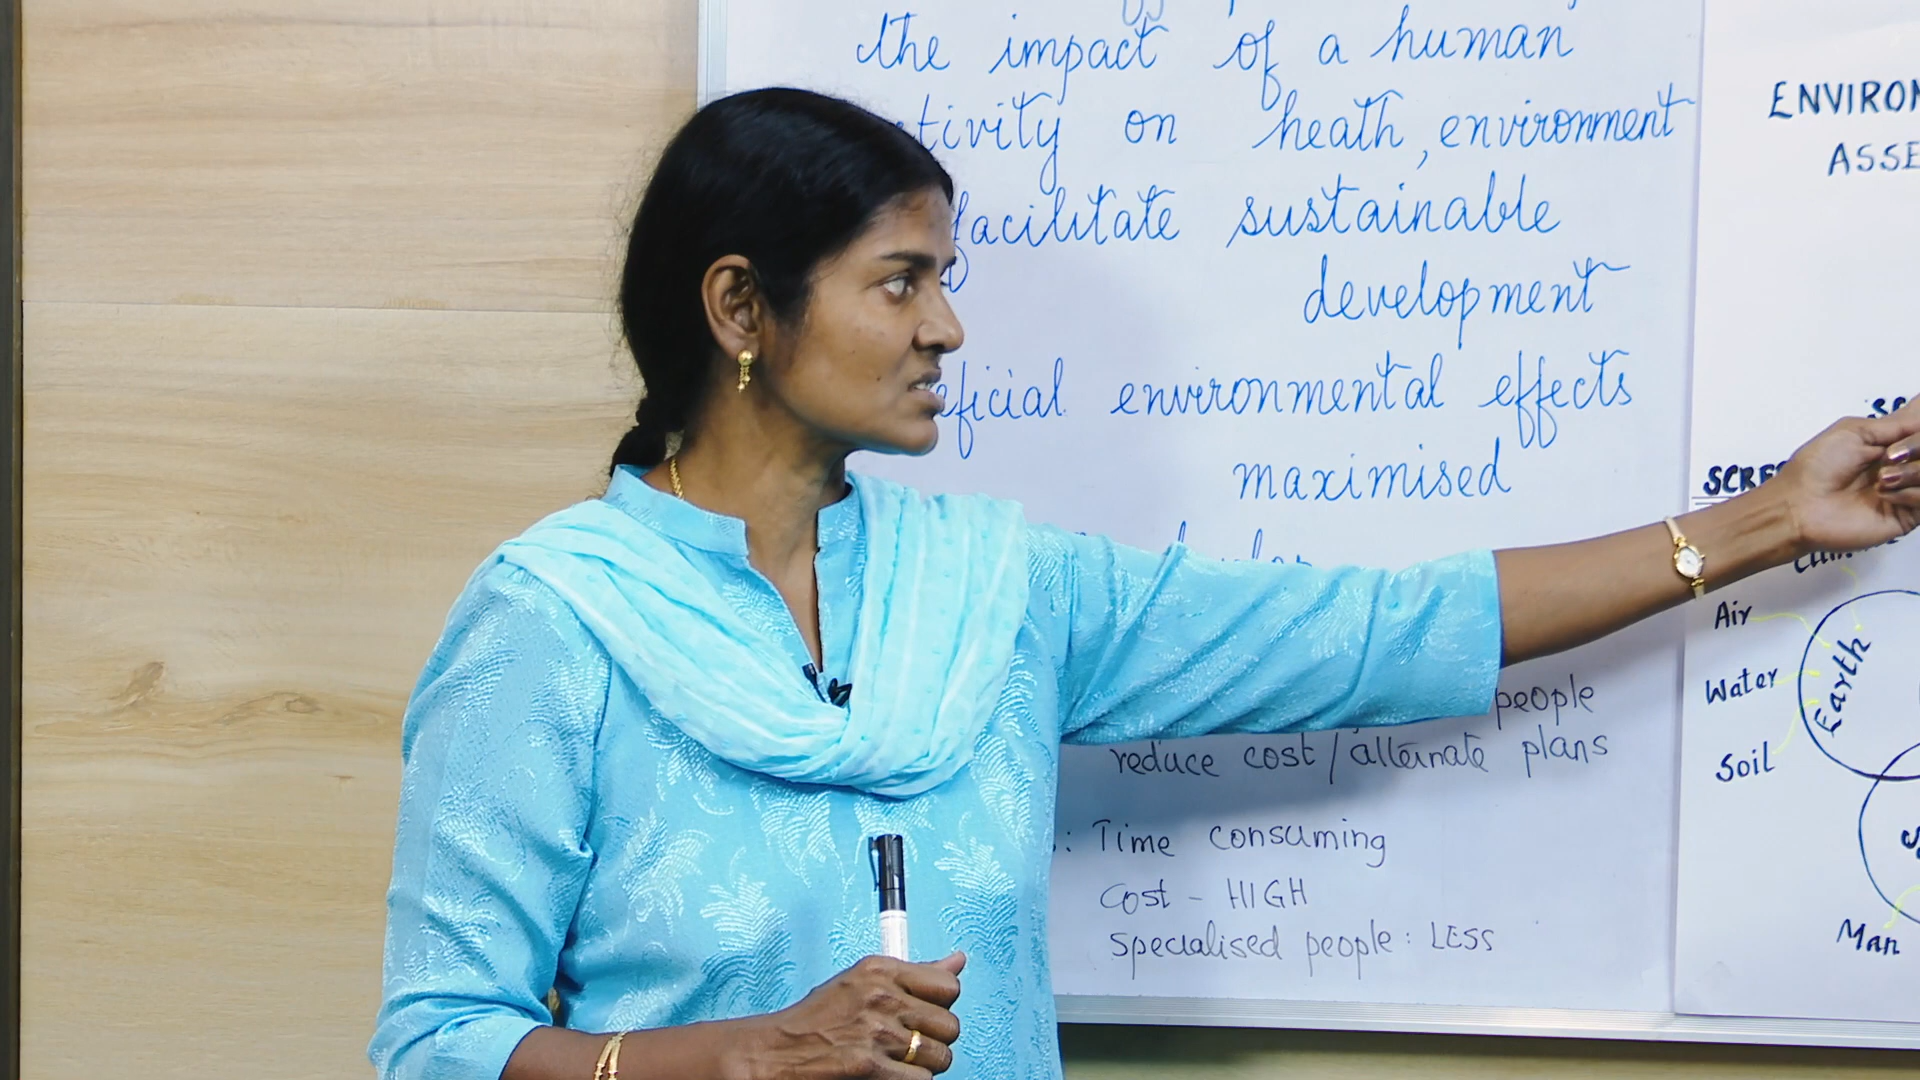 the impact of a human
tivity on heath, environment
facilitate sustainable
development
eficial environmental effects
maximised
people
reduce cost / alternate plans
: Time consuming
Cost - HIGH
Specialised people : LESS
ENVIRON
ASSE
SCRE
Air
Water
Soil
Earth
Man